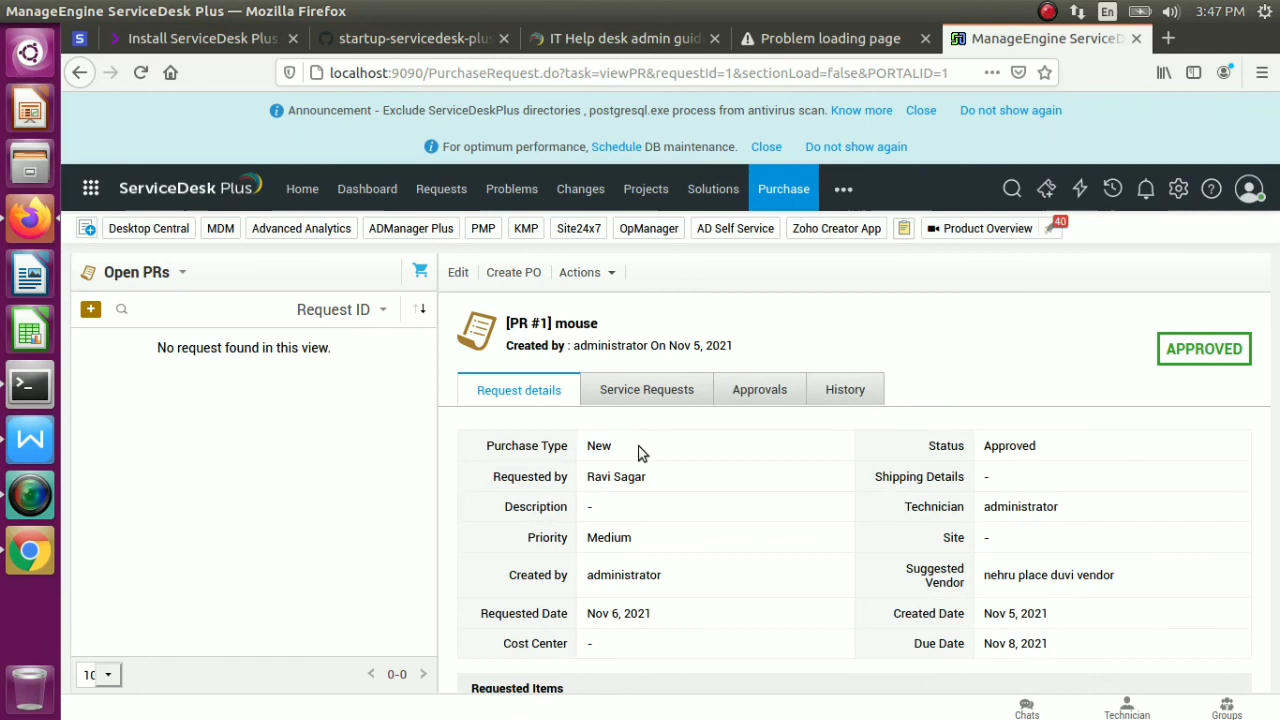 ManageEngine ServiceDesk Plus — Mozilla Firefox
En
3:47 PM
S
Install ServiceDesk Plus
startup-servicedesk-plus
IT Help desk admin guid
Problem loading page
ManageEngine ServiceD
localhost:9090/PurchaseRequest.do?task=viewPR&requestId=1&sectionLoad=false&PORTALID=1
Announcement - Exclude ServiceDeskPlus directories , postgresql.exe process from antivirus scan. Know more Close Do not show again
For optimum performance, Schedule DB maintenance. Close Do not show again
ServiceDesk Plus Home Dashboard Requests Problems Changes Projects Solutions Purchase
Desktop Central MDM Advanced Analytics ADManager Plus PMP KMP Site24x7 OpManager AD Self Service Zoho Creator App Product Overview 40
Open PRs
Edit Create PO Actions
Request ID
No request found in this view.
[PR #1] mouse
Created by : administrator On Nov 5, 2021
APPROVED
Request details Service Requests Approvals History
Purchase Type New Status Approved
Requested by Ravi Sagar Shipping Details -
Description - Technician administrator
Priority Medium Site -
Created by administrator Suggested Vendor nehru place duvi vendor
Requested Date Nov 6, 2021 Created Date Nov 5, 2021
Cost Center - Due Date Nov 8, 2021
Requested Items
10
0-0
Chats Technician Groups